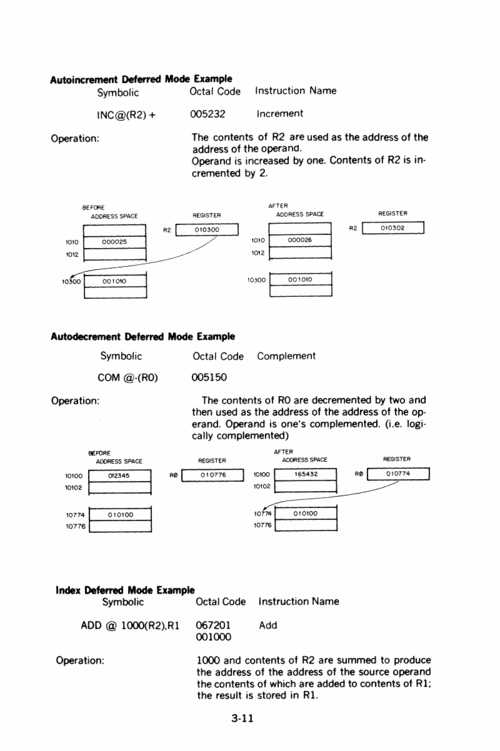 Autoincrement Deferred Mode Example
Symbolic Octal Code Instruction Name
INC@(R2) + 005232 Increment
Operation: The contents of R2 are used as the address of the
address of the operand.
Operand is increased by one. Contents of R2 is in-
cremented by 2.
BEFORE AFTER
ADDRESS SPACE REGISTER ADDRESS SPACE REGISTER
R2 010300 R2 010302
1010 000025 1010 000026
1012 1012
10300 001010 10300 001010
Autodecrement Deferred Mode Example
Symbolic Octal Code Complement
COM @-(R0) 005150
Operation: The contents of R0 are decremented by two and
then used as the address of the address of the op-
erand. Operand is one's complemented. (i.e. logi-
cally complemented)
BEFORE AFTER
ADDRESS SPACE REGISTER ADDRESS SPACE REGISTER
10100 012345 R0 010776 10100 165432 R0 010774
10102 10102
10774 010100 10774 010100
10776 10776
Index Deferred Mode Example
Symbolic Octal Code Instruction Name
ADD @ 1000(R2),R1 067201 Add
001000
Operation: 1000 and contents of R2 are summed to produce
the address of the address of the source operand
the contents of which are added to contents of R1;
the result is stored in R1.
3-11